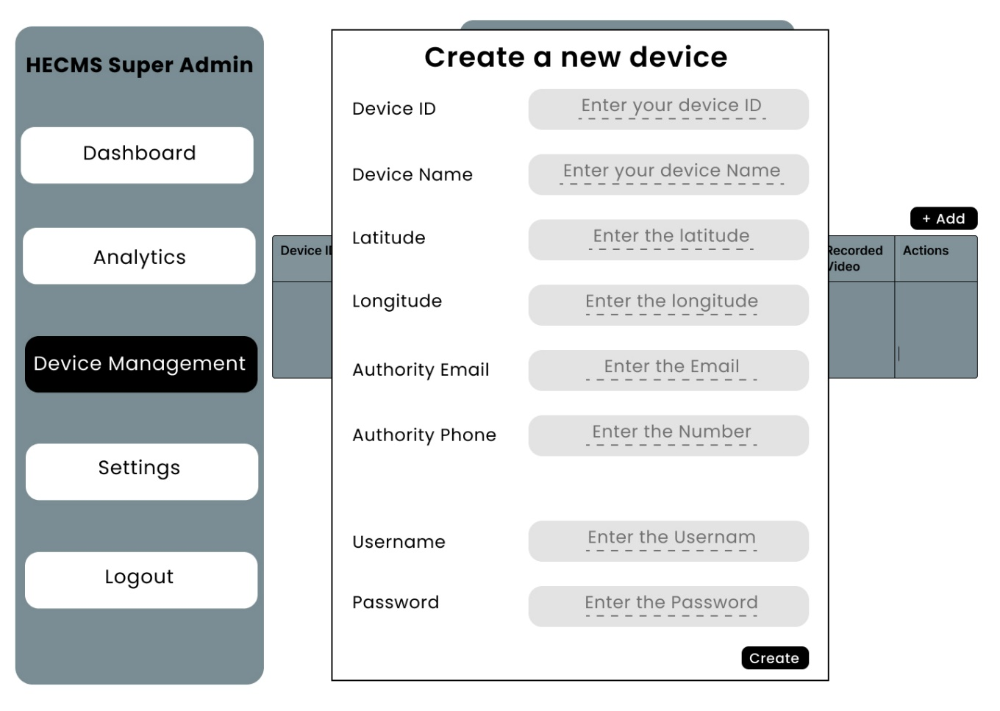 HECMS Super Admin
Dashboard
Analytics
Device Management
Settings
Logout
Create a new device
Device ID
Enter your device ID
Device Name
Enter your device Name
Latitude
Enter the latitude
Longitude
Enter the longitude
Authority Email
Enter the Email
Authority Phone
Enter the Number
Username
Enter the Usernam
Password
Enter the Password
Create
+ Add
Device I
Recorded
Video
Actions